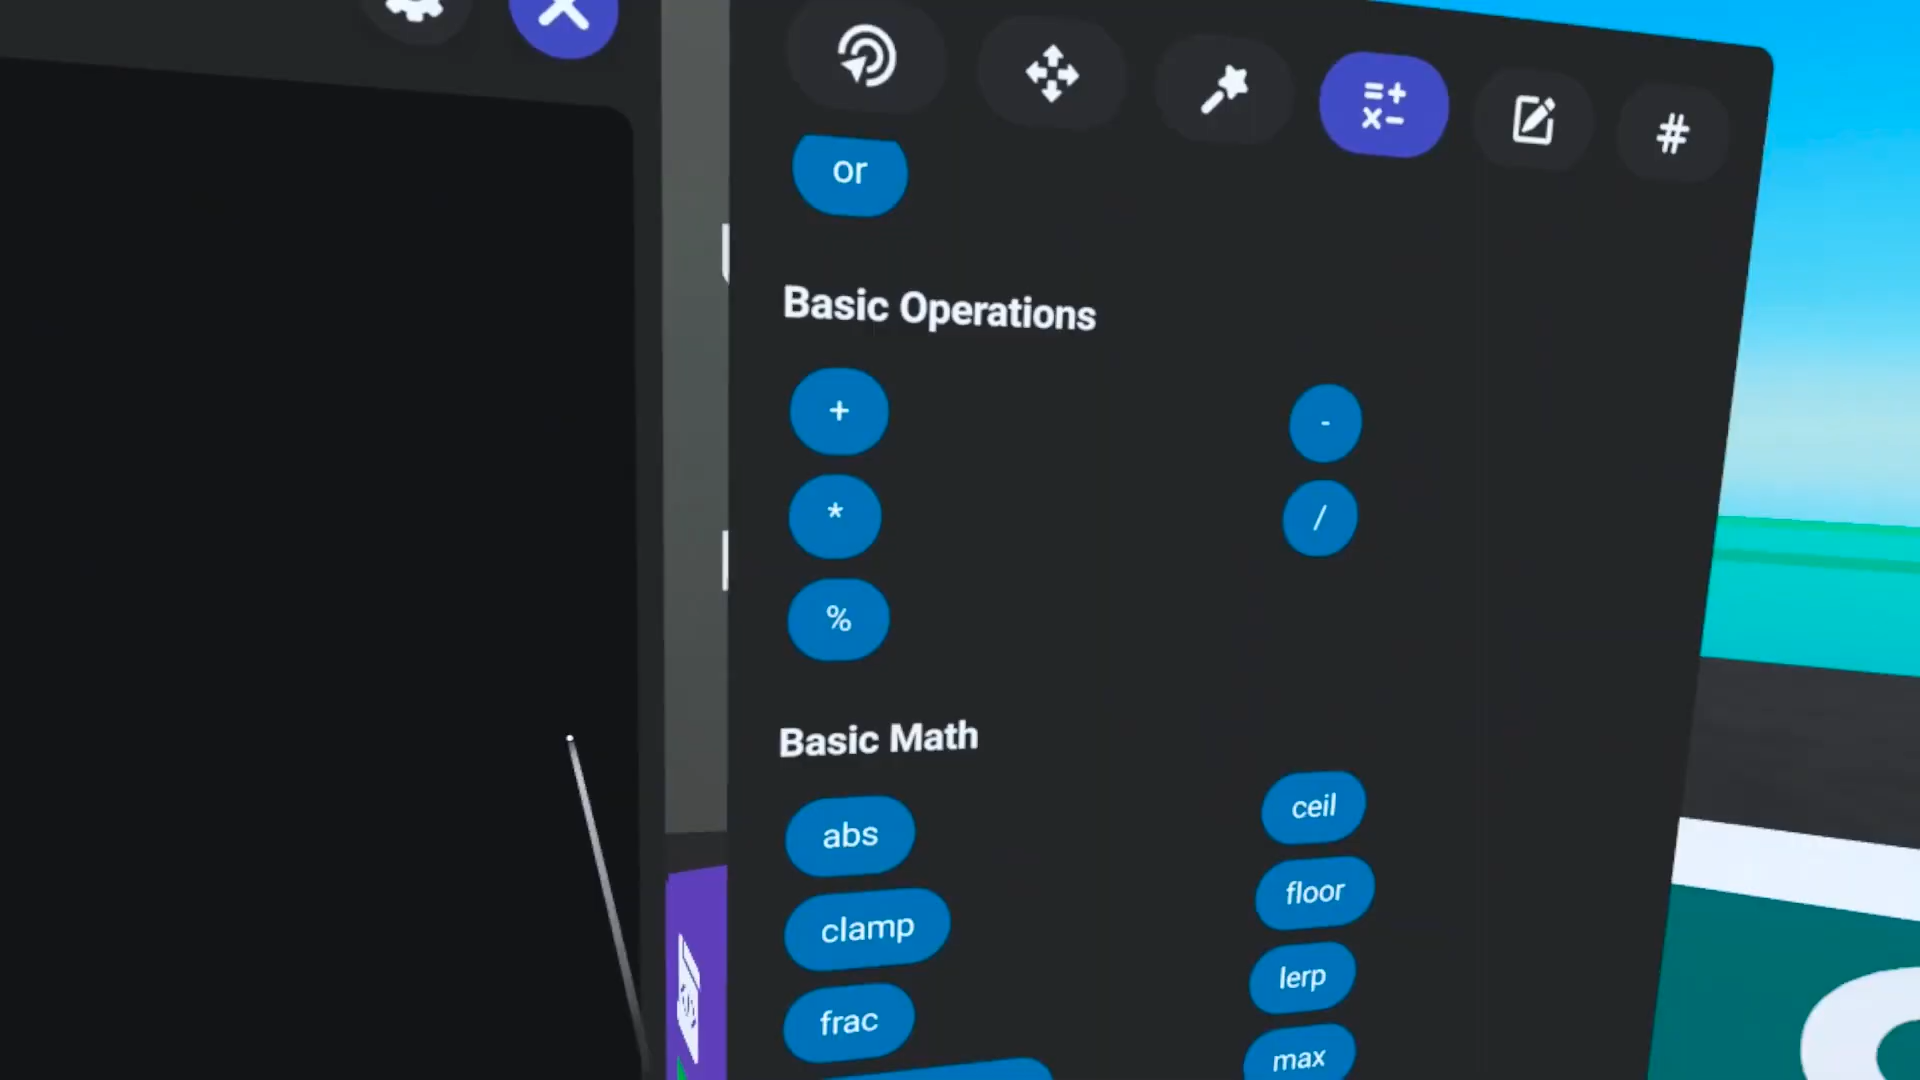 #
or
Basic Operations
+ -
* /
%
Basic Math
abs ceil
clamp floor
frac lerp
max